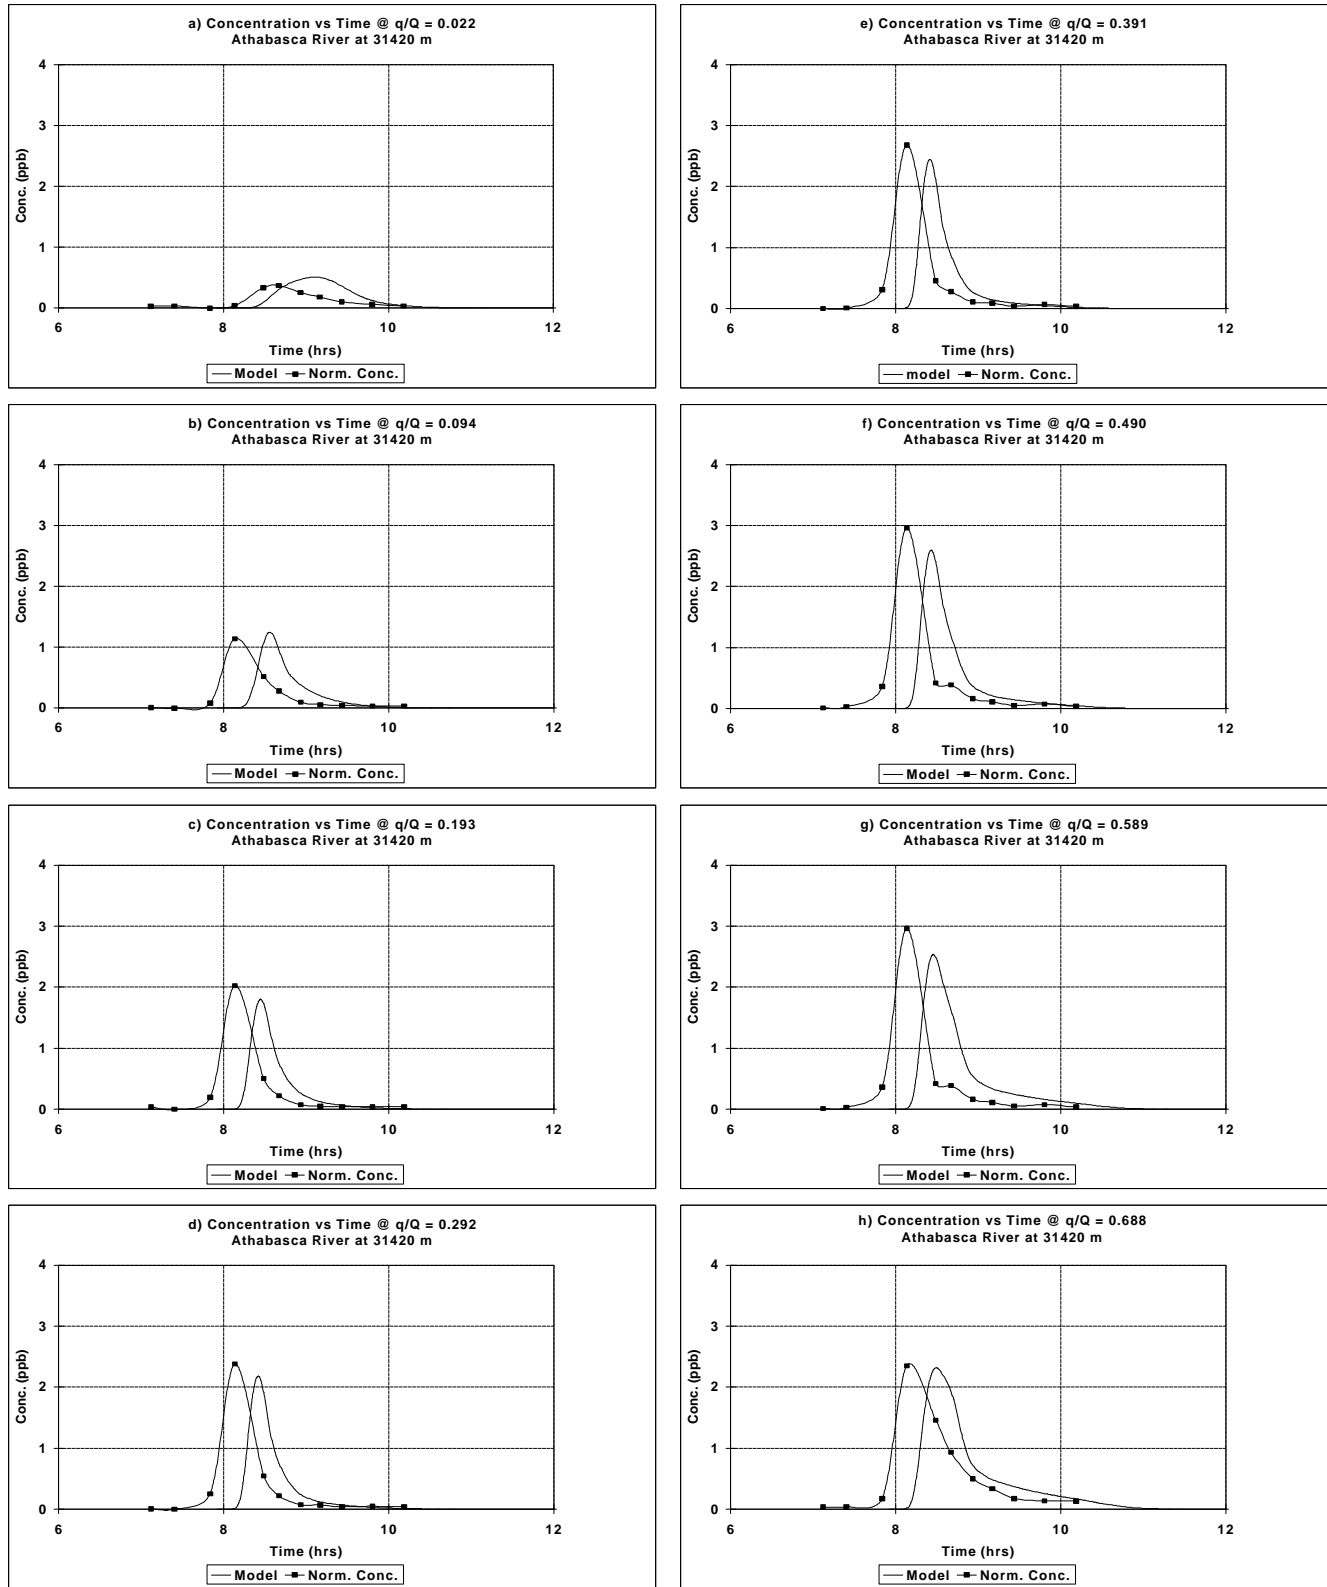 a) Concentration vs Time @ q/Q = 0.022
Athabasca River at 31420 m
4
3
2
1
0
Conc. (ppb)
6 8 10 12
Time (hrs)
Model Norm. Conc.
b) Concentration vs Time @ q/Q = 0.094
Athabasca River at 31420 m
4
3
2
1
0
Conc. (ppb)
6 8 10 12
Time (hrs)
Model Norm. Conc.
c) Concentration vs Time @ q/Q = 0.193
Athabasca River at 31420 m
4
3
2
1
0
Conc. (ppb)
6 8 10 12
Time (hrs)
Model Norm. Conc.
d) Concentration vs Time @ q/Q = 0.292
Athabasca River at 31420 m
4
3
2
1
0
Conc. (ppb)
6 8 10 12
Time (hrs)
Model Norm. Conc.
e) Concentration vs Time @ q/Q = 0.391
Athabasca River at 31420 m
4
3
2
1
0
Conc. (ppb)
6 8 10 12
Time (hrs)
model Norm. Conc.
f) Concentration vs Time @ q/Q = 0.490
Athabasca River at 31420 m
4
3
2
1
0
Conc. (ppb)
6 8 10 12
Time (hrs)
Model Norm. Conc.
g) Concentration vs Time @ q/Q = 0.589
Athabasca River at 31420 m
4
3
2
1
0
Conc. (ppb)
6 8 10 12
Time (hrs)
Model Norm. Conc.
h) Concentration vs Time @ q/Q = 0.688
Athabasca River at 31420 m
4
3
2
1
0
Conc. (ppb)
6 8 10 12
Time (hrs)
Model Norm. Conc.